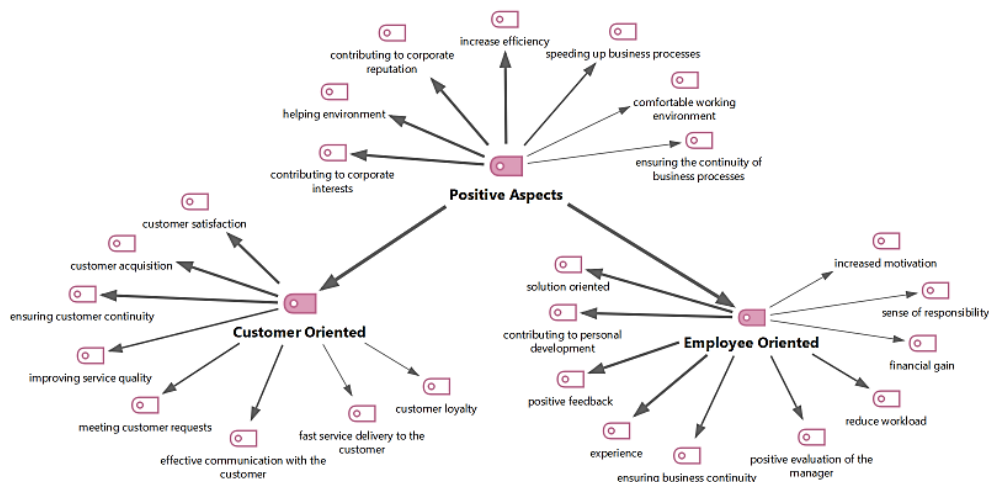 increase efficiency
speeding up business processes
contributing to corporate
reputation
comfortable working
environment
helping environment
ensuring the continuity of
business processes
contributing to corporate
interests
Positive Aspects
customer satisfaction
customer acquisition
ensuring customer continuity
Customer Oriented
improving service quality
meeting customer requests
effective communication with the
customer
fast service delivery to the
customer
customer loyalty
increased motivation
solution oriented
sense of responsibility
contributing to personal
development
Employee Oriented
financial gain
positive feedback
reduce workload
experience
ensuring business continuity
positive evaluation of the
manager